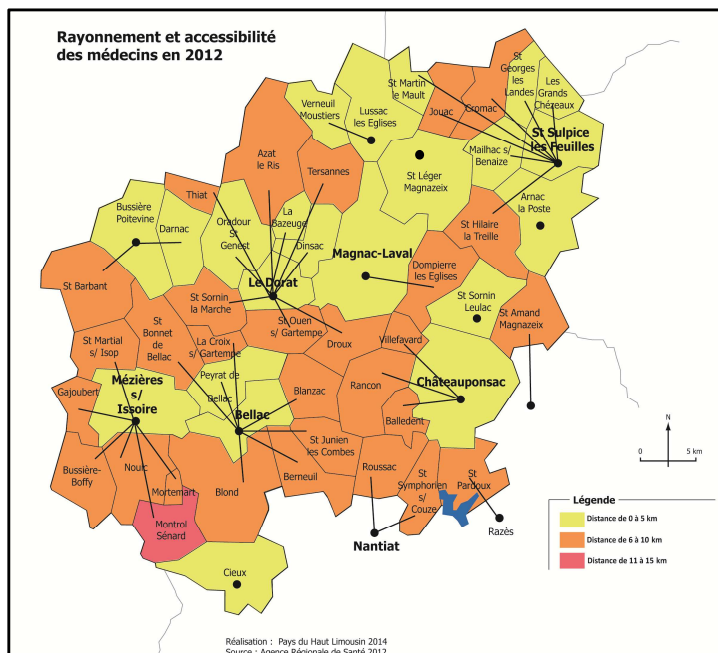 Rayonnement et accessibilité
des médecins en 2012
St
Georges
les
Landes
Les
Grands
Chézeaux
St Martin
le Mault
Verneuil
Moustiers
Lussac
les Eglises
Jouac
Cromac
St Sulpice
les Feuilles
Mailhac s/
Benaize
Azat
le Ris
Tersannes
St Léger
Magnazeix
Arnac
la Poste
Thiat
Bussière
Poitevine
Darnac
Oradour
St
Genest
La
Bazeuge
Dinsac
St Hilaire
la Treille
Magnac-Laval
Dompierre
les Eglises
St Barbant
Le Dorat
St Sornin
la Marche
St Sornin
Leulac
St Amand
Magnazeix
St
Bonnet
de
Bellac
St Ouen
s/ Gartempe
St Martial
s/ Isop
La Croix
s/ Gartempe
Droux
Villefavard
Mézières
s/
Issoire
Gajoubert
Peyrat de
Bellac
Blanzac
Rancon
Châteauponsac
Bellac
Balledent
St Junien
les Combes
Bussière-
Boffy
Nouic
Mortemart
Blond
Berneuil
Roussac
St
Symphorien
s/
Couze
St
Pardoux
Montrol
Sénard
Nantiat
Razès
Cieux
N
0
5 km
Légende
Distance de 0 à 5 km
Distance de 6 à 10 km
Distance de 11 à 15 km
Réalisation : Pays du Haut Limousin 2014
Source : Agence Régionale de Santé 2012